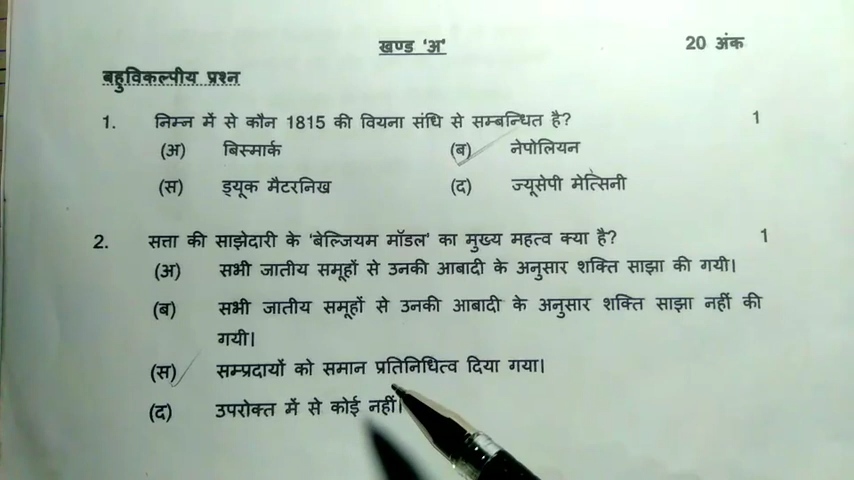 खण्ड 'अ' 20 अंक
बहुविकल्पीय प्रश्न
1. निम्न में से कौन 1815 की वियना संधि से सम्बन्धित है? 1
(अ) बिस्मार्क (ब) नेपोलियन
(स) ड्यूक मैटरनिख (द) ज्यूसेपी मेत्सिनी
2. सत्ता की साझेदारी के 'बेल्जियम मॉडल' का मुख्य महत्व क्या है? 1
(अ) सभी जातीय समूहों से उनकी आबादी के अनुसार शक्ति साझा की गयी।
(ब) सभी जातीय समूहों से उनकी आबादी के अनुसार शक्ति साझा नहीं की
गयी।
(स) सम्प्रदायों को समान प्रतिनिधित्व दिया गया।
(द) उपरोक्त में से कोई नहीं।